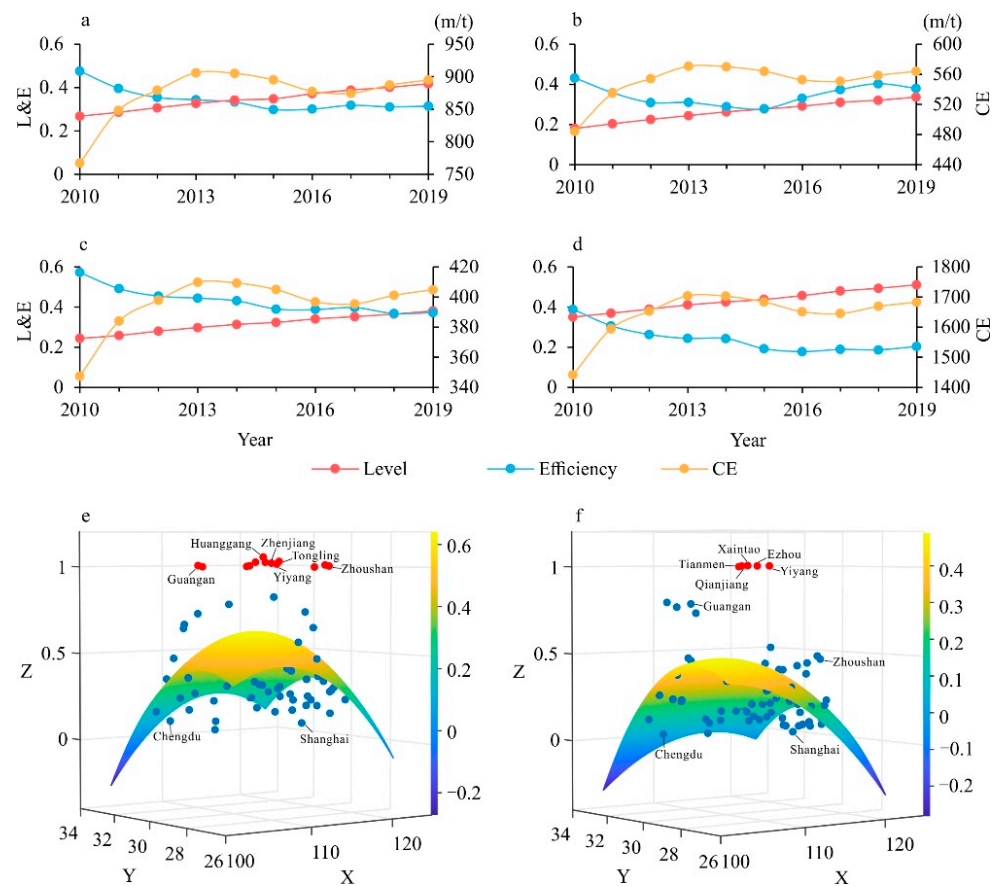 a (m/t) b (m/t)
0.6 950 0.6 600
900 560
0.4 0.4
L&E 850 520 CE
0.2 800 0.2 480
0 750 0 440
2010 2013 2016 2019 2010 2013 2016 2019
c d
0.6 420 0.6 1800
400 1700
0.4 0.4
L&E 380 1600 CE
0.2 360 0.2 1500
0 340 0 1400
2010 2013 2016 2019 2010 2013 2016 2019
Year Year
Level Efficiency CE
e f
Huanggang Zhenjiang 0.6 Xaintao Ezhou
1 Tongling 1 Tianmen 0.4
Guangan Yiyang Zhoushan Qianjiang Yiyang
0.4 Guangan 0.3
0.5 0.5 Zhoushan 0.2
Z 0.2 Z 0.1
0 Chengdu Shanghai 0 0 Chengdu Shanghai 0
−0.1
−0.2 −0.2
34 32 30 28 26 100 110 120 34 32 30 28 26 100 110 120
Y X Y X